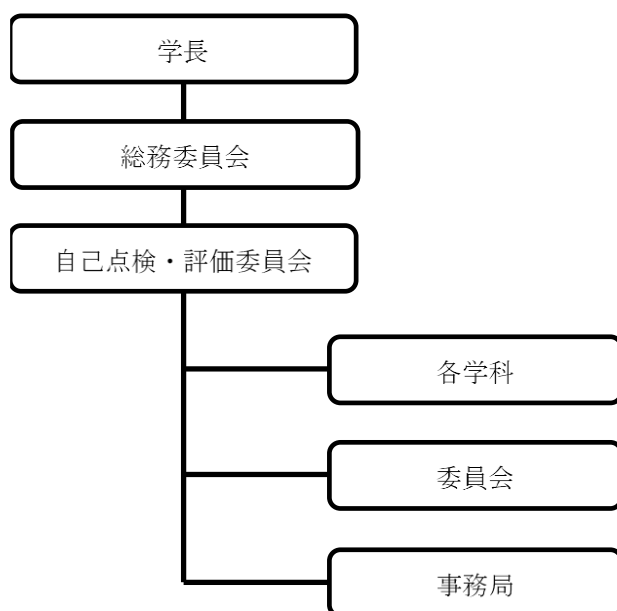 学長
総務委員会
自己点検・評価委員会
各学科
委員会
事務局